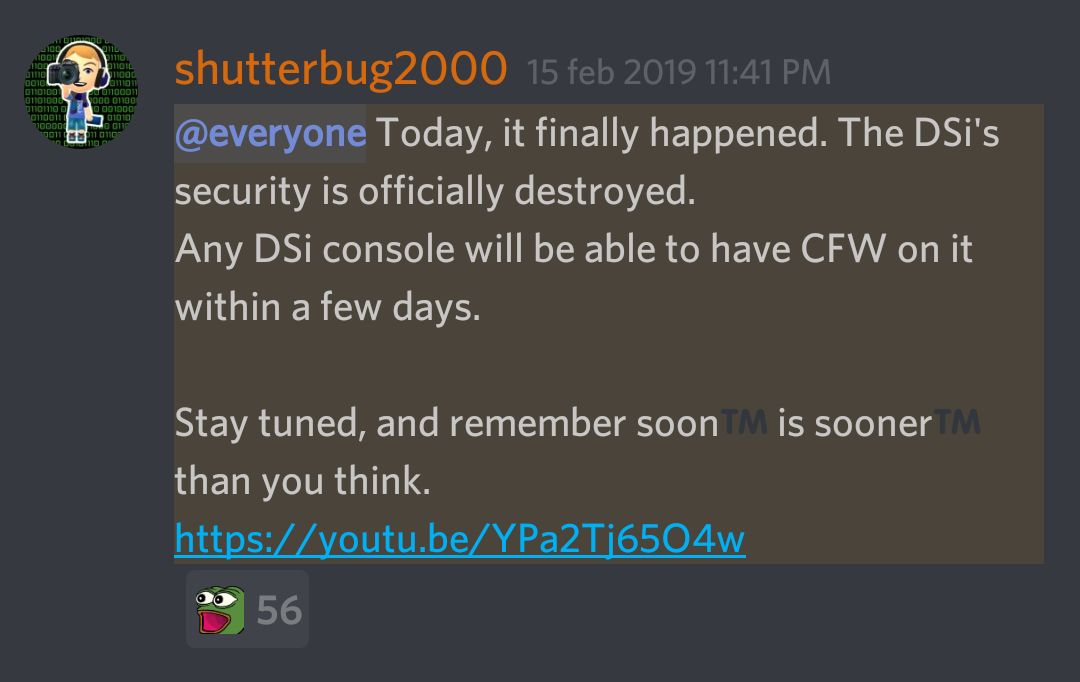 shutterbug2000 15 feb 2019 11:41 PM
@everyone Today, it finally happened. The DSi's
security is officially destroyed.
Any DSi console will be able to have CFW on it
within a few days.
Stay tuned, and remember soon™ is sooner™
than you think.
https://youtu.be/YPa2Tj65O4w
56